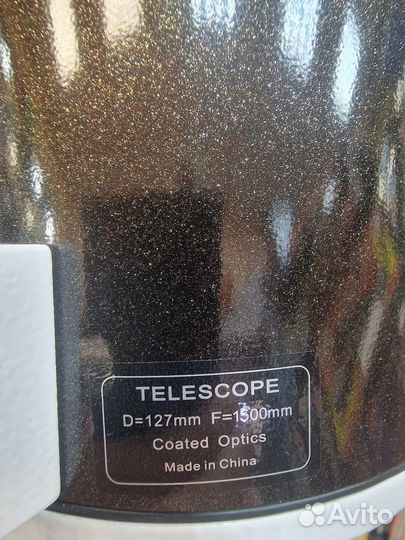 TELESCOPE
D=127mm F=1500mm
Coated Optics
Made in China
Avito